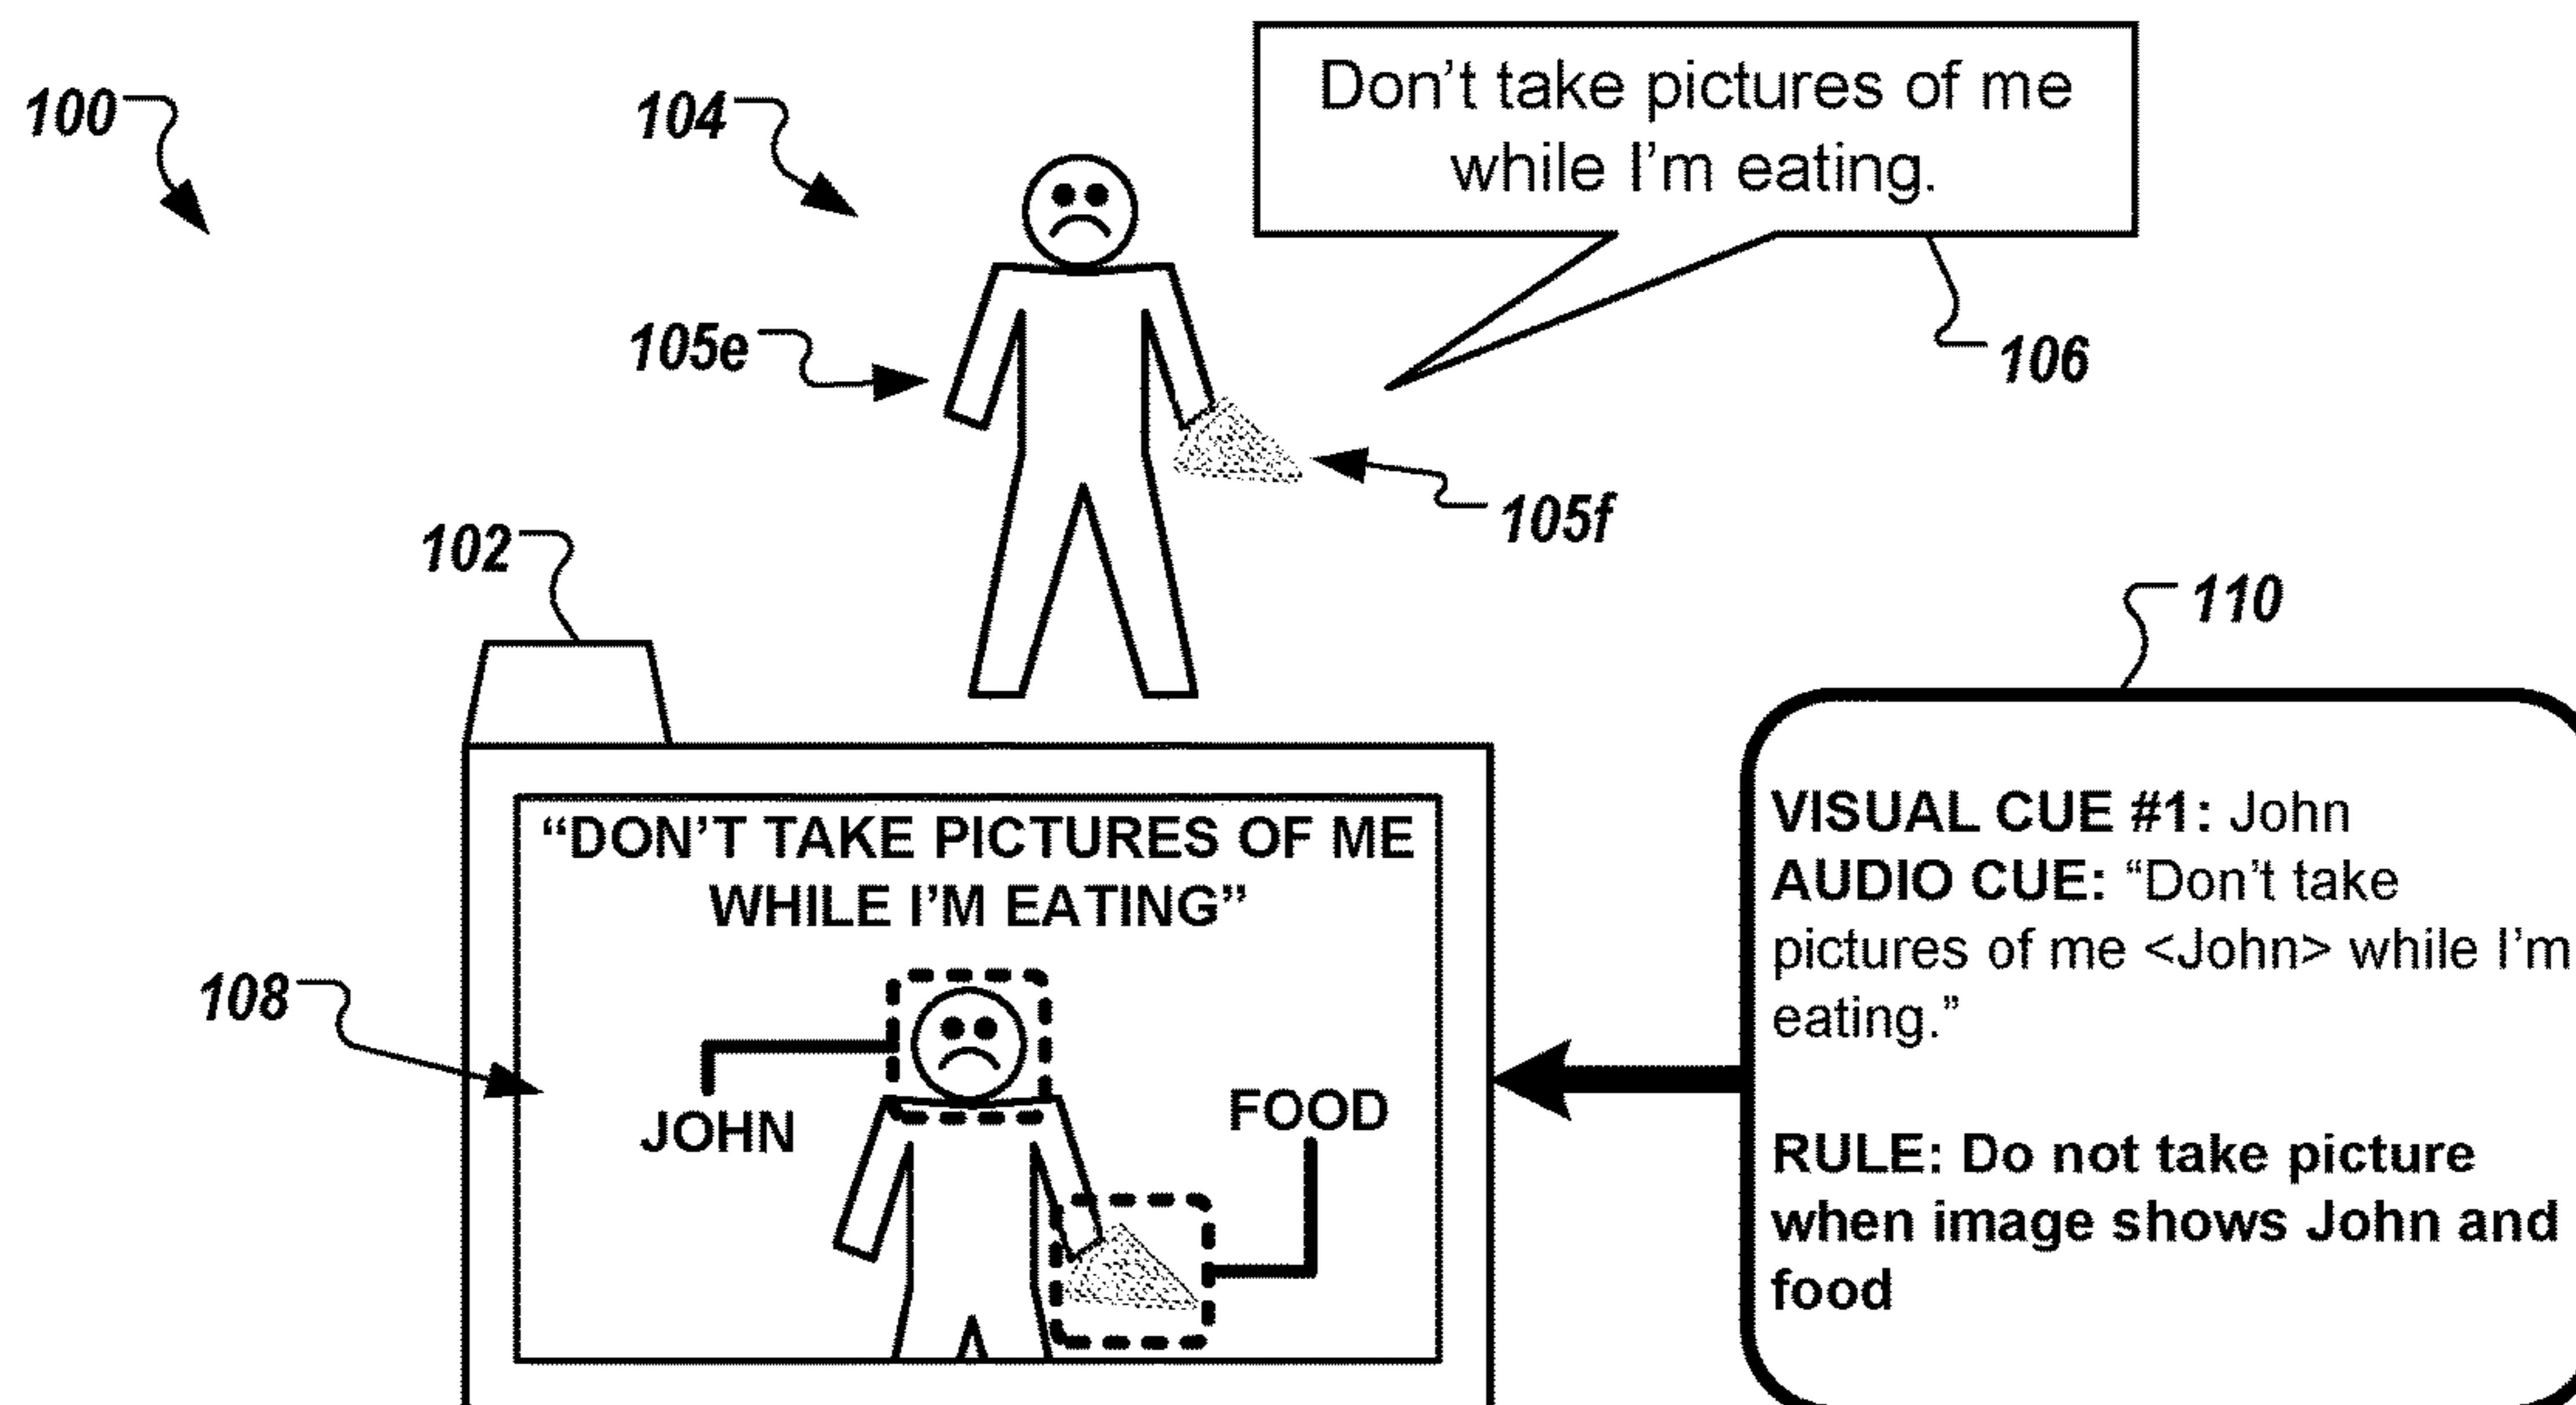 100
104
Don't take pictures of me
while I'm eating.
105e
106
105f
102
110
"DON'T TAKE PICTURES OF ME
WHILE I'M EATING"
108
JOHN
FOOD
VISUAL CUE #1: John
AUDIO CUE: "Don't take
pictures of me <John> while I'm
eating."
RULE: Do not take picture
when image shows John and
food